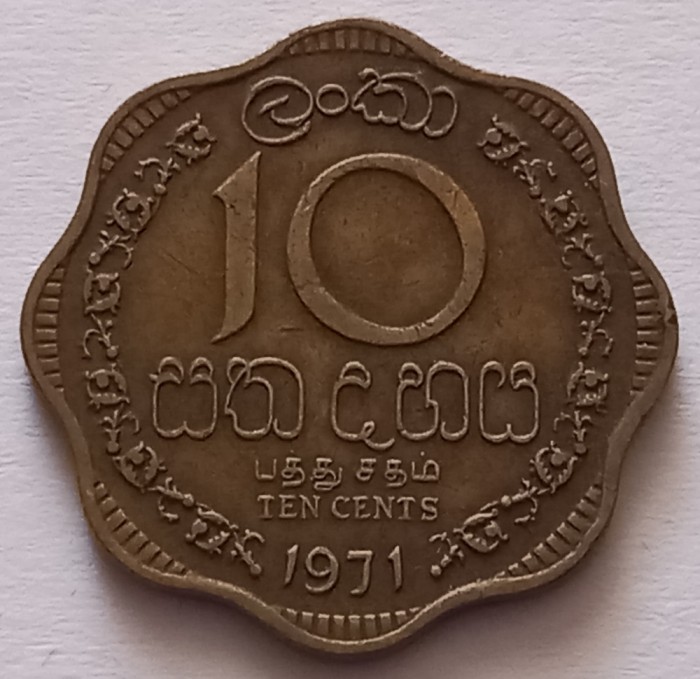 ලංකා
10
සත දහය
பத்து சதம்
TEN CENTS
1971